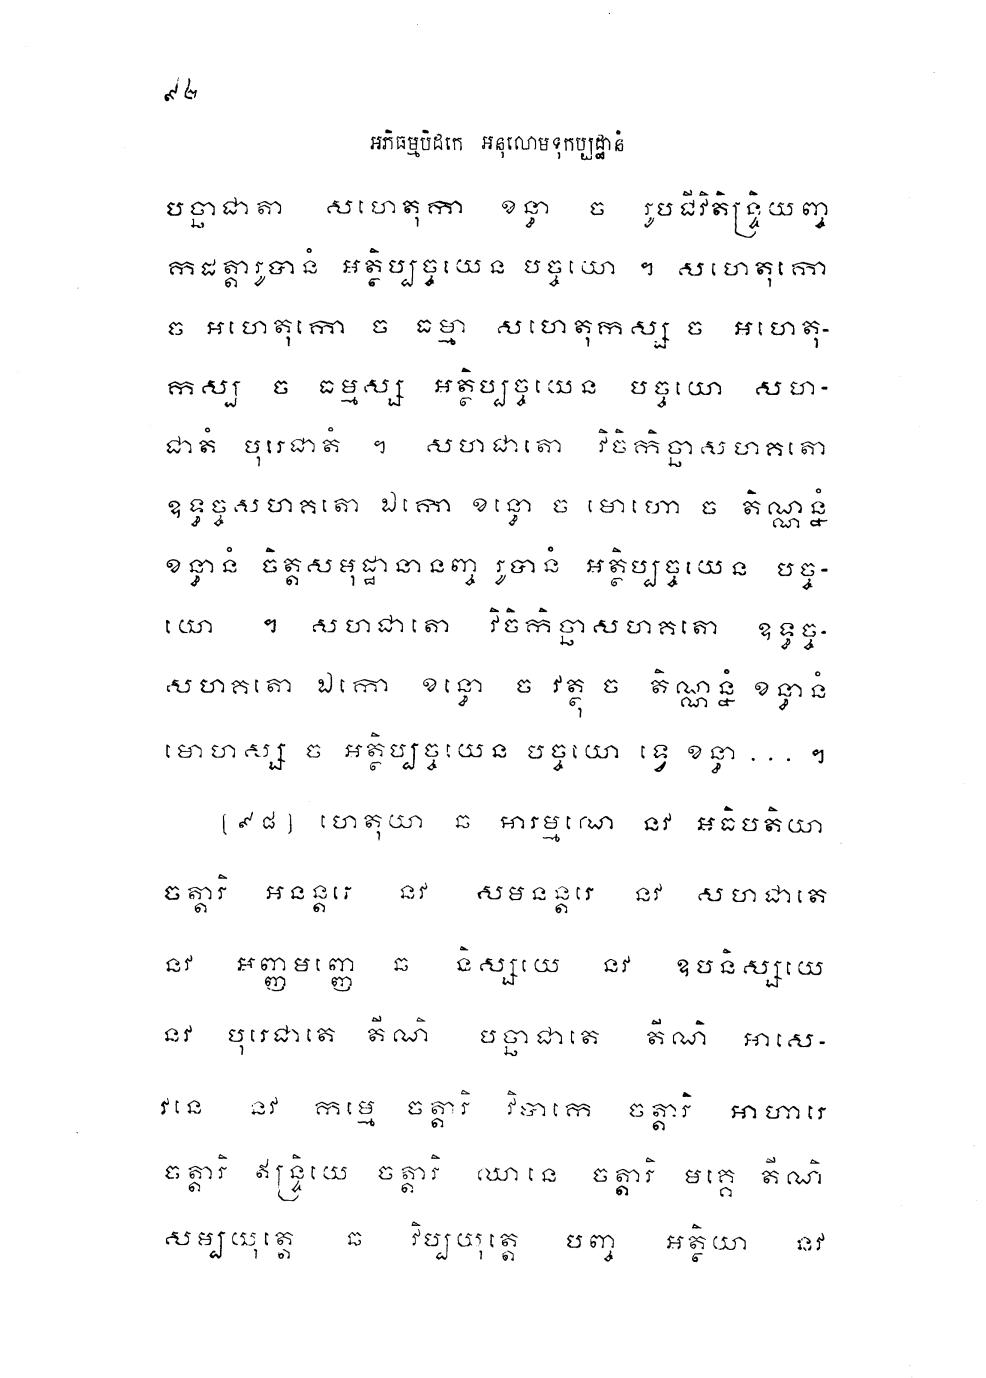 ៩៤
អភិធម្មបិដកេ អនុលោមទុកប្បដ្ឋានំ
បច្ឆាជាតា សហេតុកា ខន្ធា ច រូបជីវិតិន្ទ្រិយញ្ច
កដត្តារូបានំ អត្ថិប្បច្ចយេន បច្ចយោ ។ សហេតុកោ
ច អហេតុកោ ច ធម្មា សហេតុកស្ស ច អហេតុ-
កស្ស ច ធម្មស្ស អត្ថិប្បច្ចយេន បច្ចយោ សហ-
ជាតំ បុរេជាតំ ។ សហជាតោ វិចិកិច្ឆាសហគតោ
ឧទ្ធច្ចសហគតោ ឯកោ ខន្ធោ ច មោហោ ច តិណ្ណន្នំ
ខន្ធានំ ចិត្តសមុដ្ឋានានញ្ច រូបានំ អត្ថិប្បច្ចយេន បច្ច-
យោ ។ សហជាតោ វិចិកិច្ឆាសហគតោ ឧទ្ធច្ច-
សហគតោ ឯកោ ខន្ធោ ច វត្ថុ ច តិណ្ណន្នំ ខន្ធានំ
មោហស្ស ច អត្ថិប្បច្ចយេន បច្ចយោ ទ្វេ ខន្ធា ... ។
[៩៨] ហេតុយា ឆ អារម្មណេ នវ អធិបតិយា
ចត្តារិ អនន្តរេ នវ សមនន្តរេ នវ សហជាតេ
នវ អញ្ញមញ្ញេ ឆ និស្សយេ នវ ឧបនិស្សយេ
នវ បុរេជាតេ តីណិ បច្ឆាជាតេ តីណិ អាសេ-
វនេ នវ កម្មេ ចត្តារិ វិបាកេ ចត្តារិ អាហារេ
ចត្តារិ ឥន្ទ្រិយេ ចត្តារិ ឈានេ ចត្តារិ មគ្គេ តីណិ
សម្បយុត្តេ ឆ វិប្បយុត្តេ បញ្ច អត្ថិយា នវ